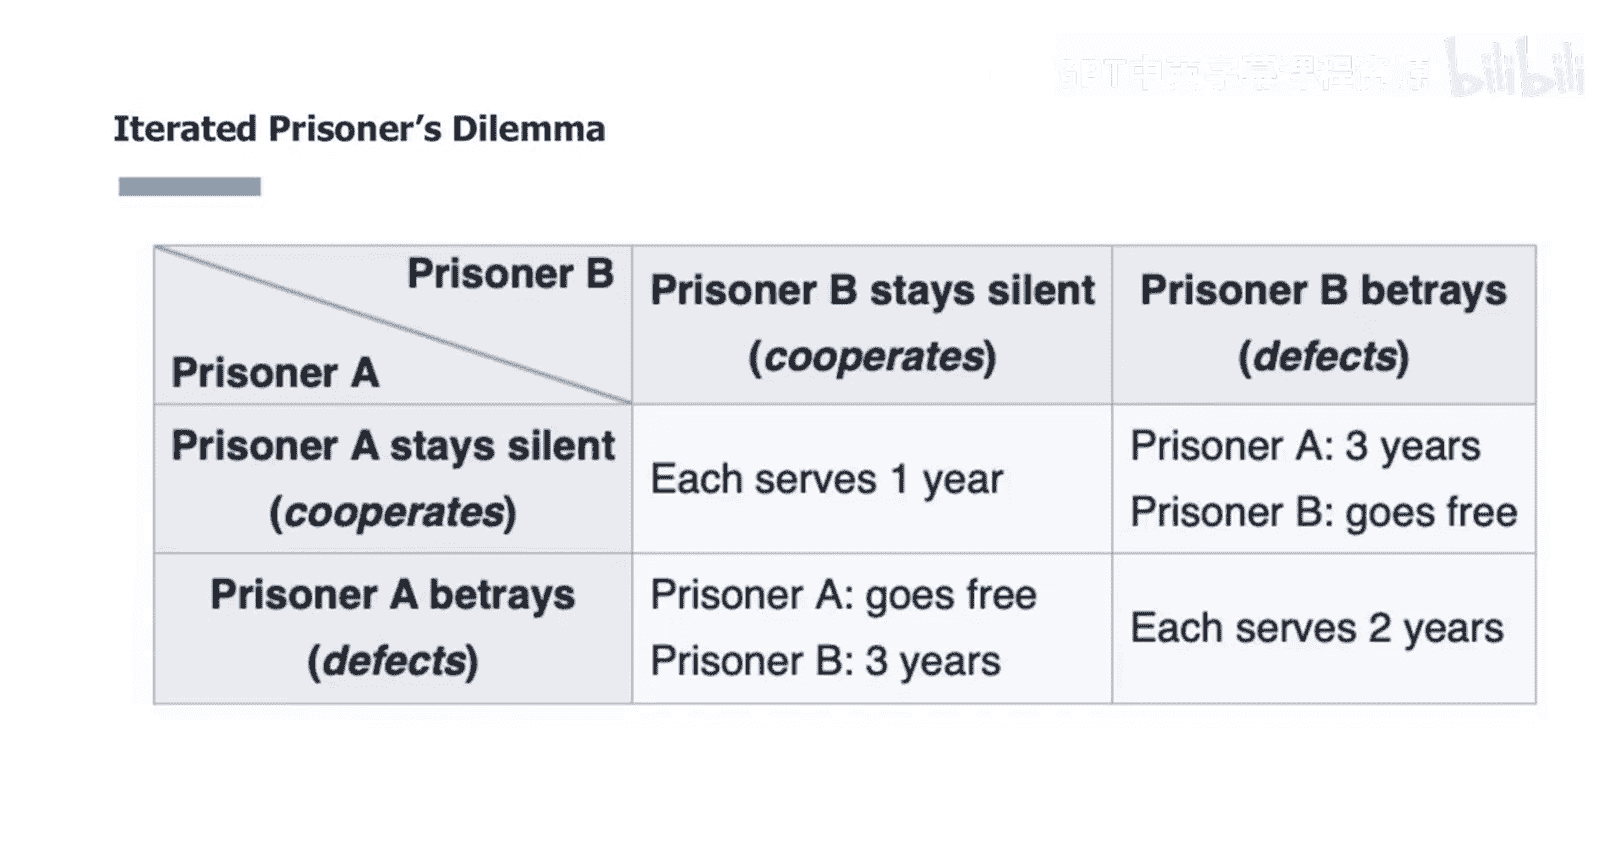 bilibili
Iterated Prisoner’s Dilemma
Prisoner B
Prisoner A
Prisoner B stays silent
(cooperates)
Prisoner B betrays
(defects)
Prisoner A stays silent
(cooperates)
Each serves 1 year
Prisoner A: 3 years
Prisoner B: goes free
Prisoner A betrays
(defects)
Prisoner A: goes free
Prisoner B: 3 years
Each serves 2 years